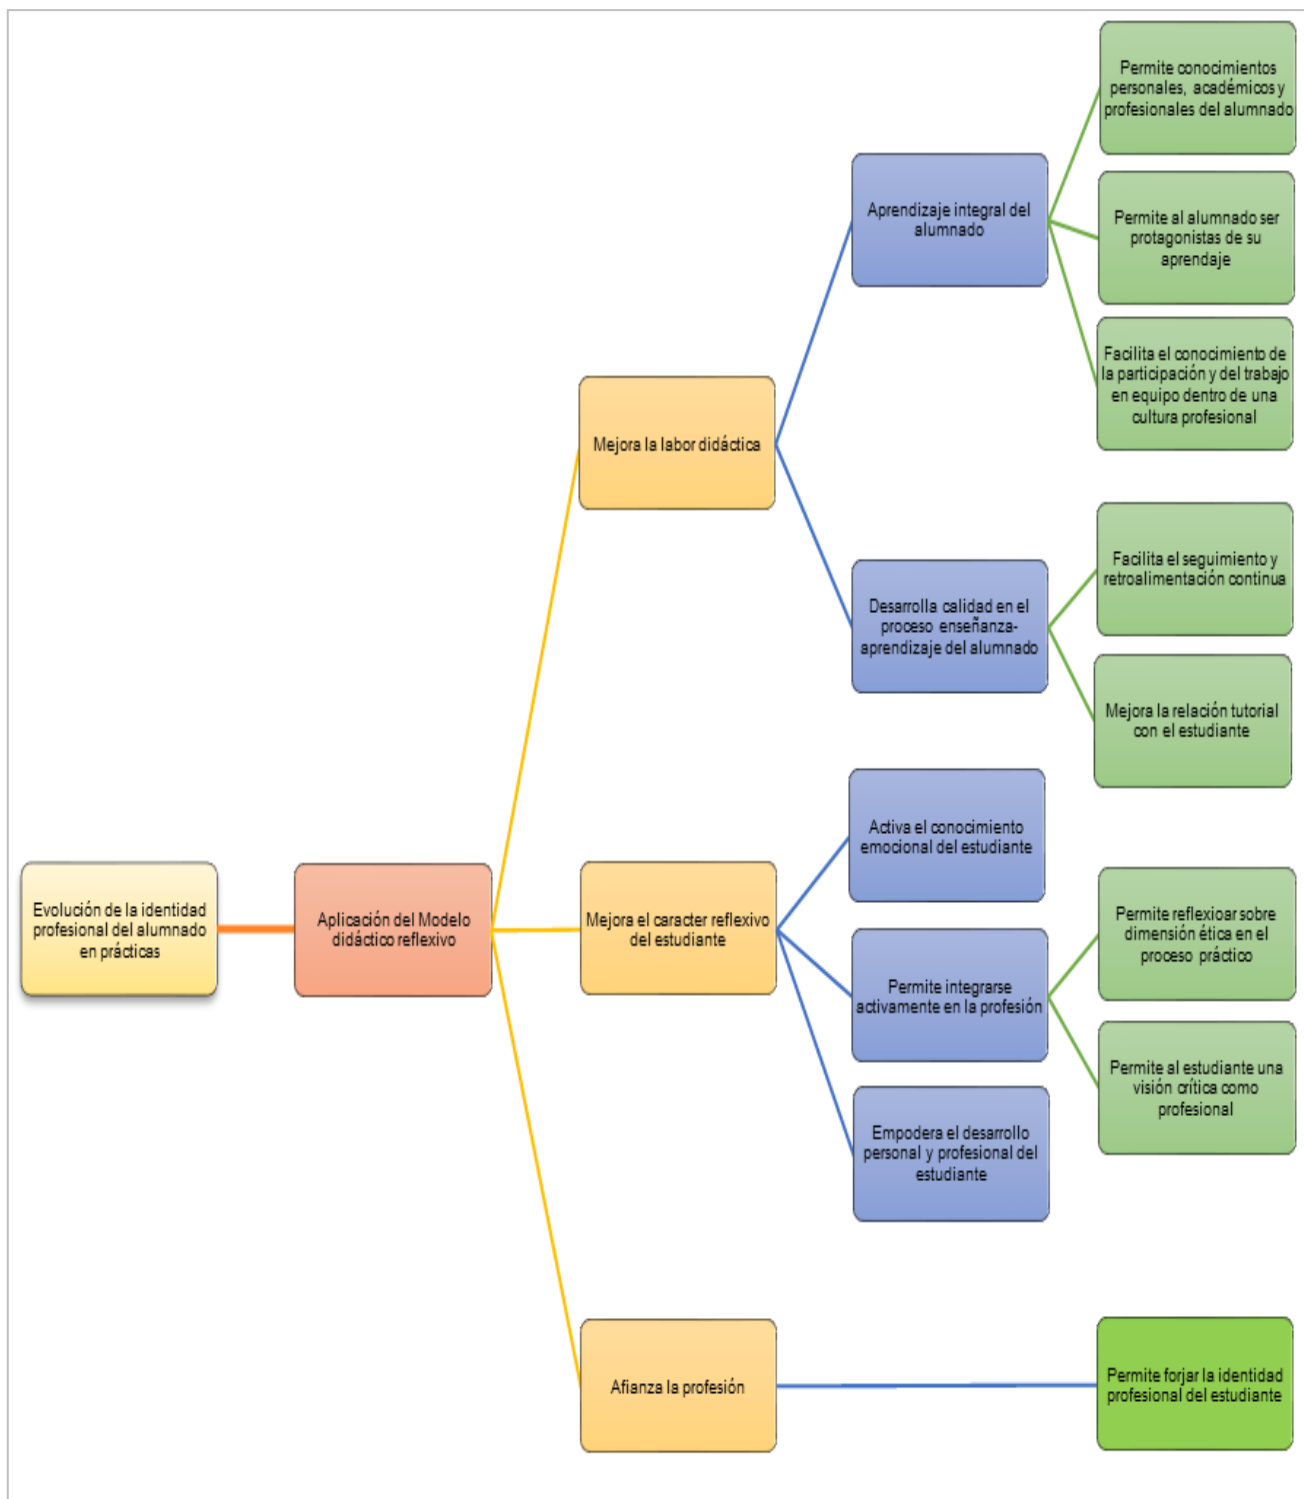 Evolución de la identidad
profesional del alumnado
en prácticas
Aplicación del Modelo
didáctico reflexivo
Mejora la labor didáctica
Aprendizaje integral del
alumnado
Permite conocimientos
personales, académicos y
profesionales del alumnado
Permite al alumnado ser
protagonistas de su
aprendaje
Facilita el conocimiento de
la participación y del trabajo
en equipo dentro de una
cultura profesional
Desarrolla calidad en el
proceso enseñanza-
aprendizaje del alumnado
Facilita el seguimiento y
retroalimentación continua
Mejora la relación tutorial
con el estudiante
Mejora el caracter reflexivo
del estudiante
Activa el conocimiento
emocional del estudiante
Permite integrarse
activamente en la profesión
Permite reflexioar sobre
dimensión ética en el
proceso práctico
Permite al estudiante una
visión crítica como
profesional
Empodera el desarrollo
personal y profesional del
estudiante
Afianza la profesión
Permite forjar la identidad
profesional del estudiante